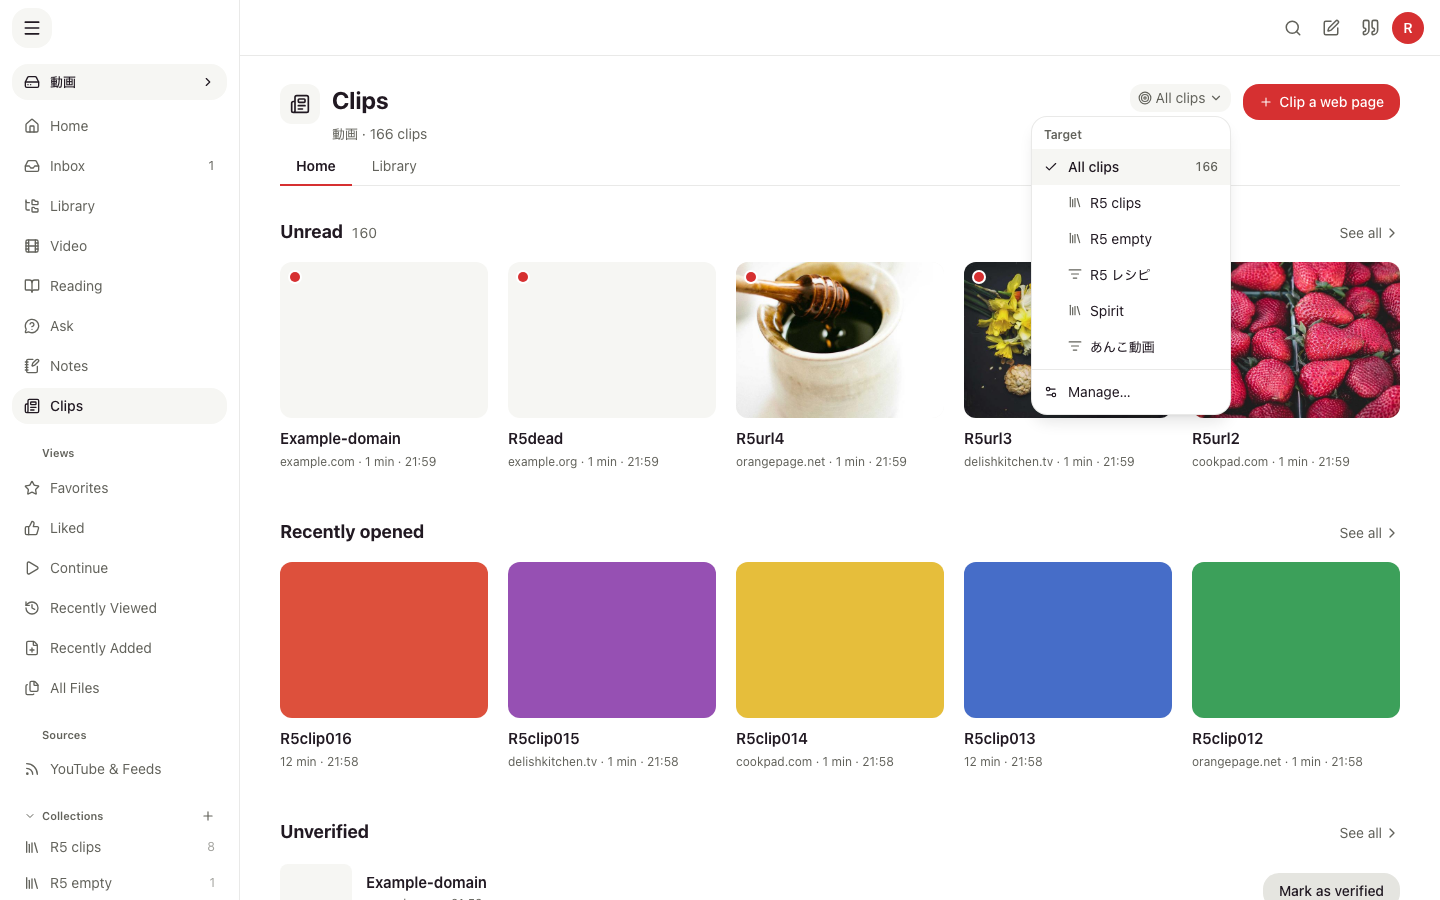 動画
Home
Inbox 1
Library
Video
Reading
Ask
Notes
Clips
Views
Favorites
Liked
Continue
Recently Viewed
Recently Added
All Files
Sources
YouTube & Feeds
Collections
R5 clips 8
R5 empty 1
R
Clips
動画 · 166 clips
All clips
+ Clip a web page
Home Library
Target
All clips 166
R5 clips
R5 empty
R5 レシピ
Spirit
あんこ動画
Manage...
Unread 160
See all
Example-domain
example.com · 1 min · 21:59
R5dead
example.org · 1 min · 21:59
R5url4
orangepage.net · 1 min · 21:59
R5url3
delishkitchen.tv · 1 min · 21:59
R5url2
cookpad.com · 1 min · 21:59
Recently opened
See all
R5clip016
12 min · 21:58
R5clip015
delishkitchen.tv · 1 min · 21:58
R5clip014
cookpad.com · 1 min · 21:58
R5clip013
12 min · 21:58
R5clip012
orangepage.net · 1 min · 21:58
Unverified
See all
Example-domain
Mark as verified